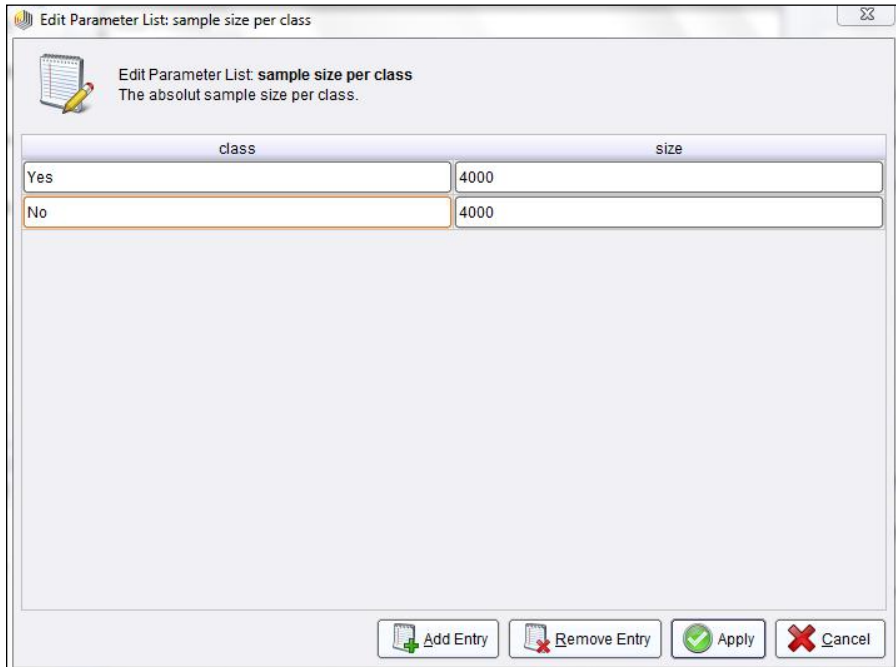 Edit Parameter List: sample size per class
Edit Parameter List: sample size per class
The absolut sample size per class.
class size
Yes 4000
No 4000
Add Entry Remove Entry Apply Cancel